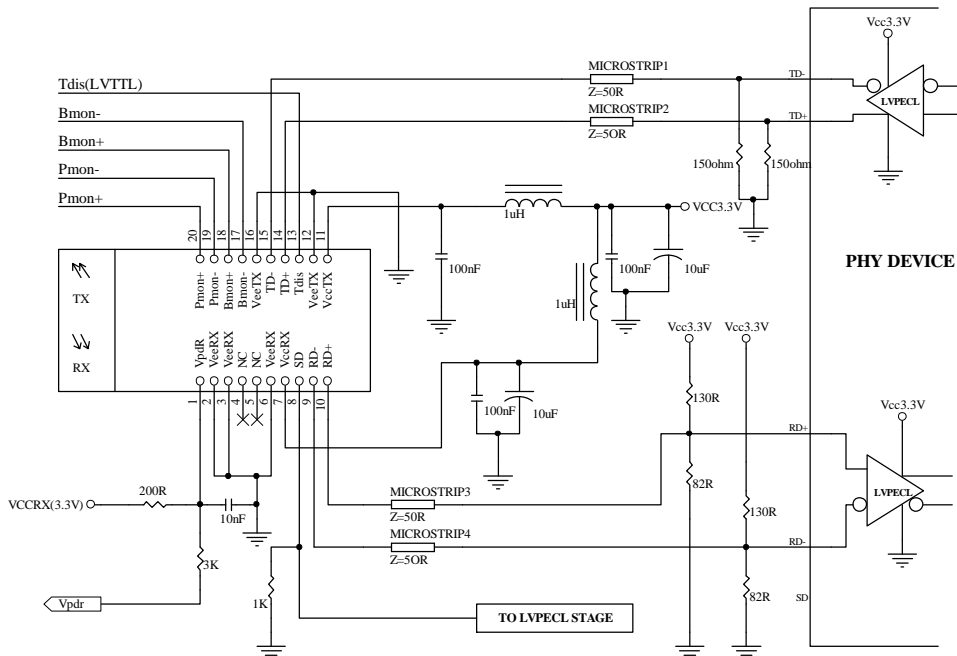 Vcc3.3V
Tdis(LVTTL)
MICROSTRIP1
Z=50R
TD-
LVPECL
Bmon-
MICROSTRIP2
Z=5OR
TD+
Bmon+
150ohm
150ohm
Pmon-
Pmon+
1uH
VCC3.3V
20
19
18
17
16
15
14
13
12
11
100nF
100nF
10uF
PHY DEVICE
TX
Pmon+
Pmon-
Bmon+
Bmon-
VeeTX
TD-
TD+
Tdis
VeeTX
VccTX
1uH
RX
VpdR
VeeRX
VeeRX
NC
NC
VeeRX
VccRX
SD
RD-
RD+
Vcc3.3V
Vcc3.3V
1
2
3
4
5
6
7
8
9
10
100nF
10uF
130R
Vcc3.3V
RD+
82R
LVPECL
200R
VCCRX(3.3V)
10nF
MICROSTRIP3
Z=50R
130R
MICROSTRIP4
Z=5OR
RD-
3K
Vpdr
1K
82R
SD
TO LVPECL STAGE